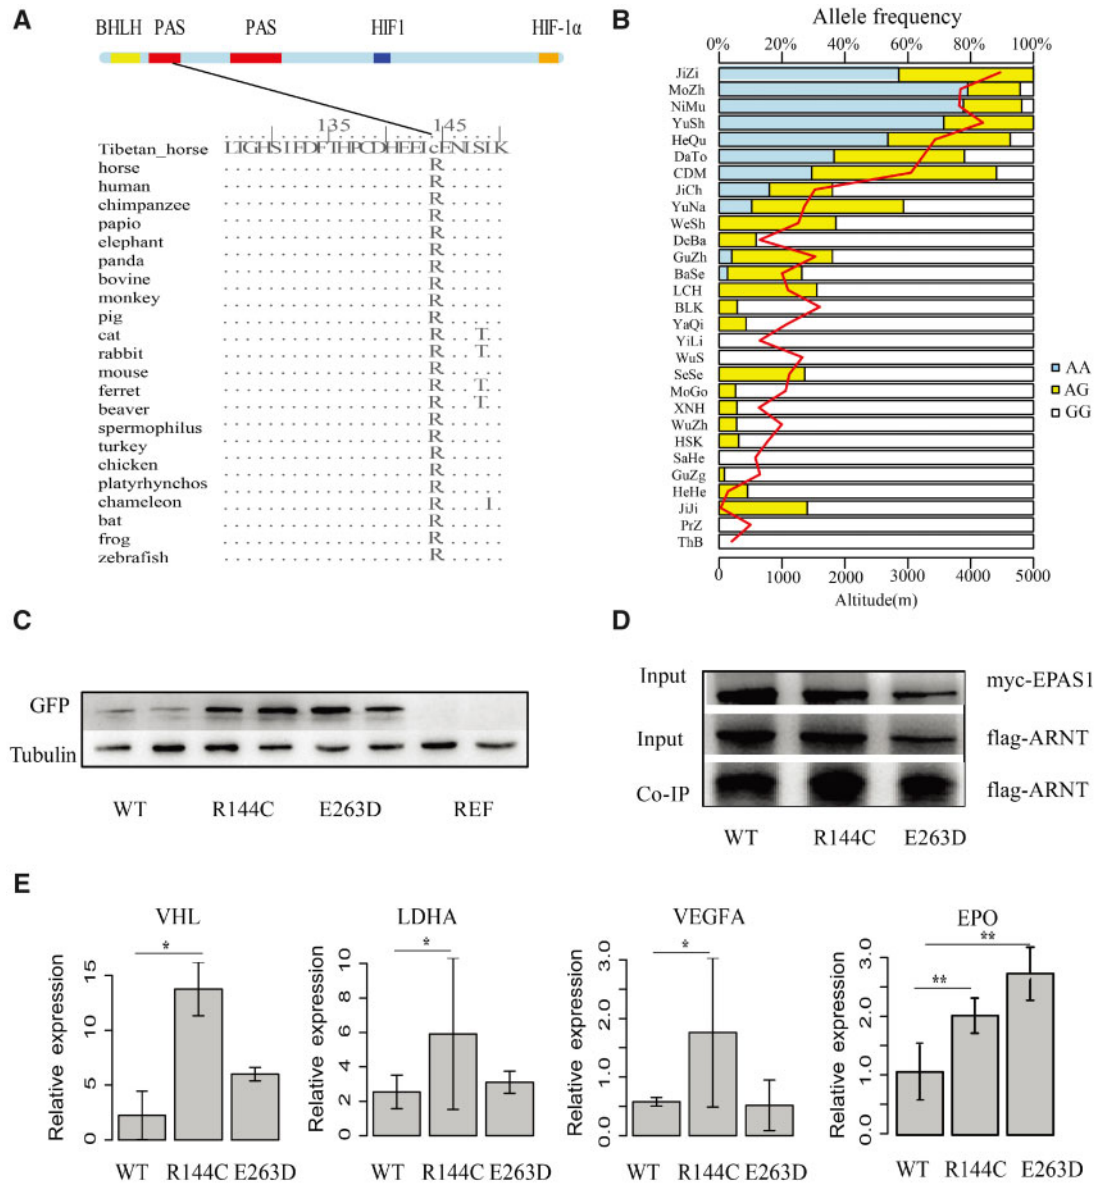 A
BHLH PAS PAS HIF1 HIF-1α
135 145
Tibetan_horse LTGHSIFDFTHPCDHEEIcENLSLK
horse R
human R
chimpanzee R
papio R
elephant R
panda R
bovine R
monkey R
pig R
cat R T
rabbit R T
mouse R
ferret R T
beaver R T
spermophilus R
turkey R
chicken R
platyrhynchos R
chameleon R I
bat R
frog R
zebrafish R
B
Allele frequency
0% 20% 40% 60% 80% 100%
JiZi
MoZh
NiMu
YuSh
HeQu
DaTo
CDM
JiCh
YuNa
WeSh
DeBa
GuZh
BaSe
LCH
BLK
YaQi
YiLi
WuS
SeSe
MoGo
XNH
WuZh
HSK
SaHe
GuZg
HeHe
JiJi
PrZ
ThB
AA
AG
GG
0 1000 2000 3000 4000 5000
Altitude(m)
C
GFP
Tubulin
WT R144C E263D REF
D
Input myc-EPAS1
Input flag-ARNT
Co-IP flag-ARNT
WT R144C E263D
E
VHL
Relative expression
0 5 10 15
*
WT R144C E263D
LDHA
Relative expression
0 2 4 6 8 10
*
WT R144C E263D
VEGFA
Relative expression
0.0 1.0 2.0 3.0
*
WT R144C E263D
EPO
Relative expression
0.0 1.0 2.0 3.0
**
**
WT R144C E263D